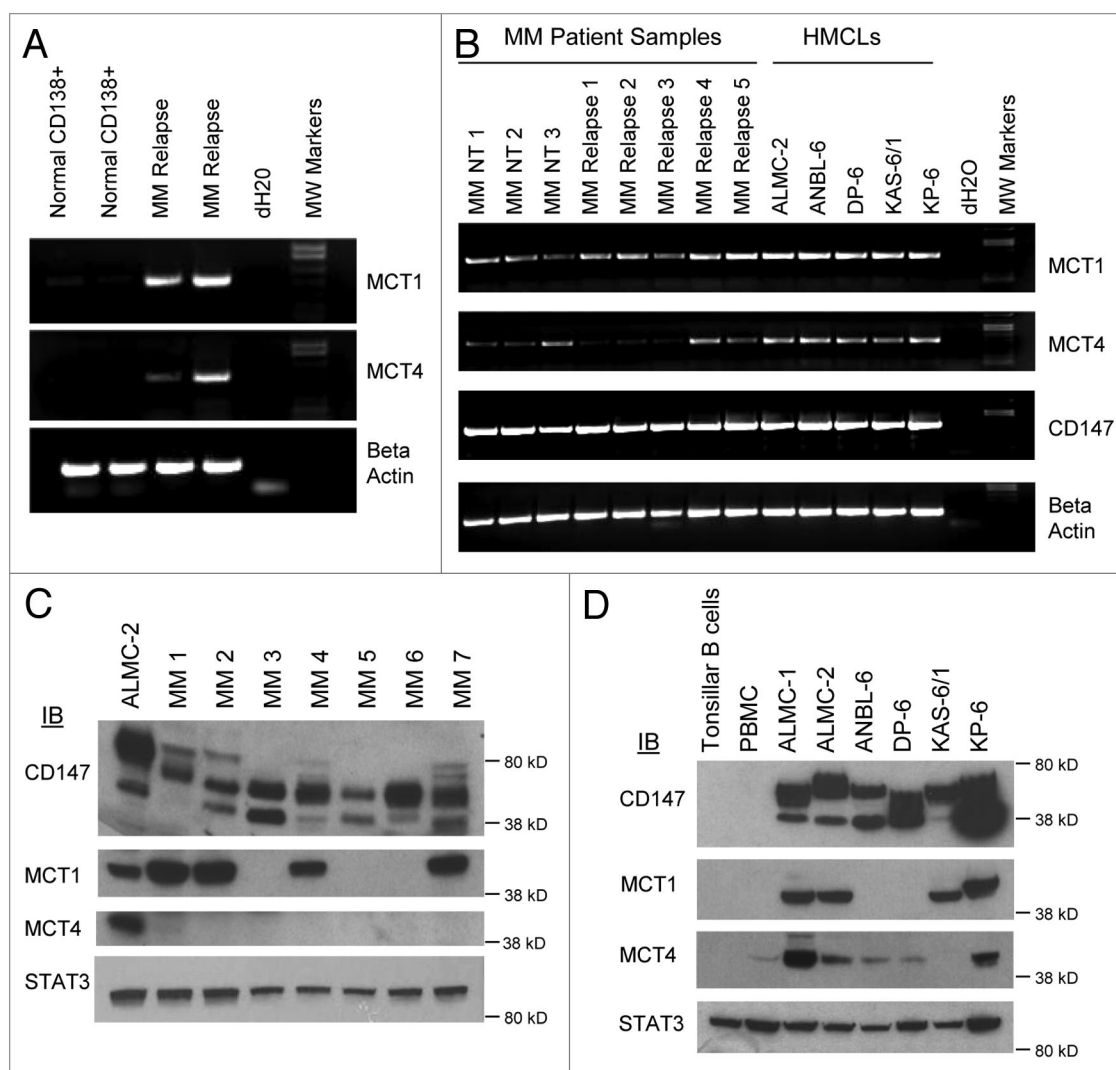 A
Normal CD138+
Normal CD138+
MM Relapse
MM Relapse
dH20
MW Markers
MCT1
MCT4
Beta
Actin
B
MM Patient Samples
HMCLs
MM NT 1
MM NT 2
MM NT 3
MM Relapse 1
MM Relapse 2
MM Relapse 3
MM Relapse 4
MM Relapse 5
ALMC-2
ANBL-6
DP-6
KAS-6/1
KP-6
dH2O
MW Markers
MCT1
MCT4
CD147
Beta
Actin
C
ALMC-2
MM 1
MM 2
MM 3
MM 4
MM 5
MM 6
MM 7
IB
CD147
80 kD
38 kD
MCT1
38 kD
MCT4
38 kD
STAT3
80 kD
D
Tonsillar B cells
PBMC
ALMC-1
ALMC-2
ANBL-6
DP-6
KAS-6/1
KP-6
IB
CD147
80 kD
38 kD
MCT1
38 kD
MCT4
38 kD
STAT3
80 kD